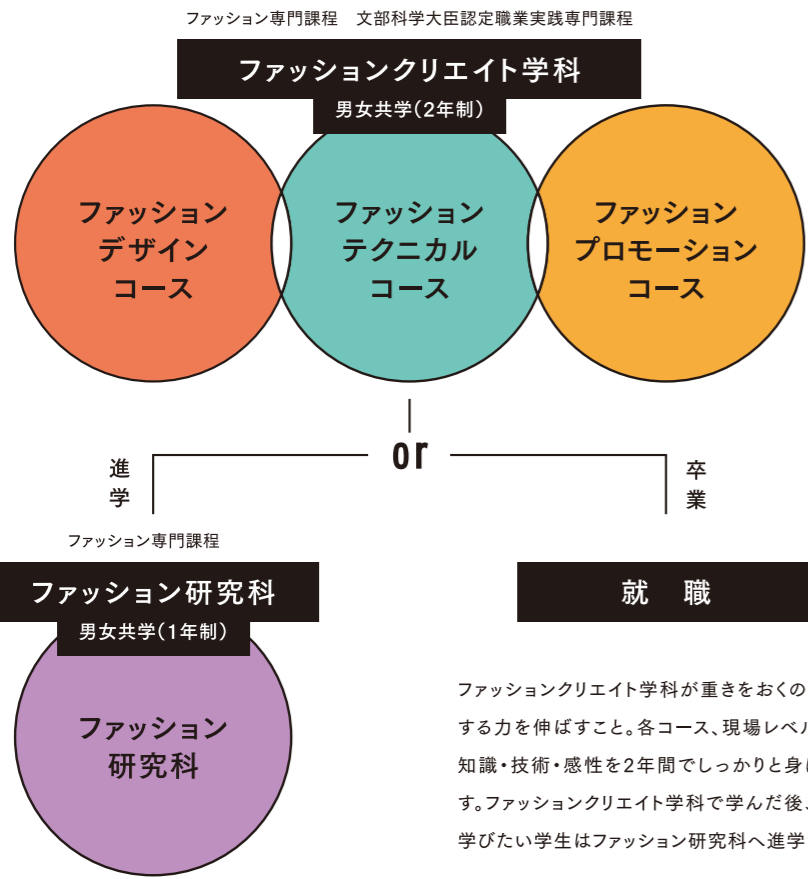 ファッション専門課程　文部科学大臣認定職業実践専門課程
ファッションクリエイト学科
男女共学(2年制)
ファッション
デザイン
コース
ファッション
テクニカル
コース
ファッション
プロモーション
コース
or
進学
卒業
ファッション専門課程
ファッション研究科
男女共学(1年制)
ファッション
研究科
就　職
ファッションクリエイト学科が重きをおくの
する力を伸ばすこと。各コース、現場レベル
知識・技術・感性を2年間でしっかりと身に
す。ファッションクリエイト学科で学んだ後、
学びたい学生はファッション研究科へ進学